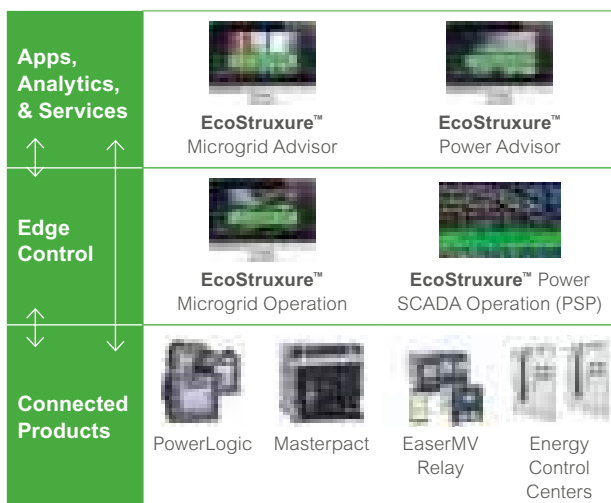 Apps,
Analytics,
& Services
EcoStruxure™
Microgrid Advisor
EcoStruxure™
Power Advisor
Edge
Control
EcoStruxure™
Microgrid Operation
EcoStruxure™ Power
SCADA Operation (PSP)
Connected
Products
PowerLogic
Masterpact
EaserMV
Relay
Energy
Control
Centers